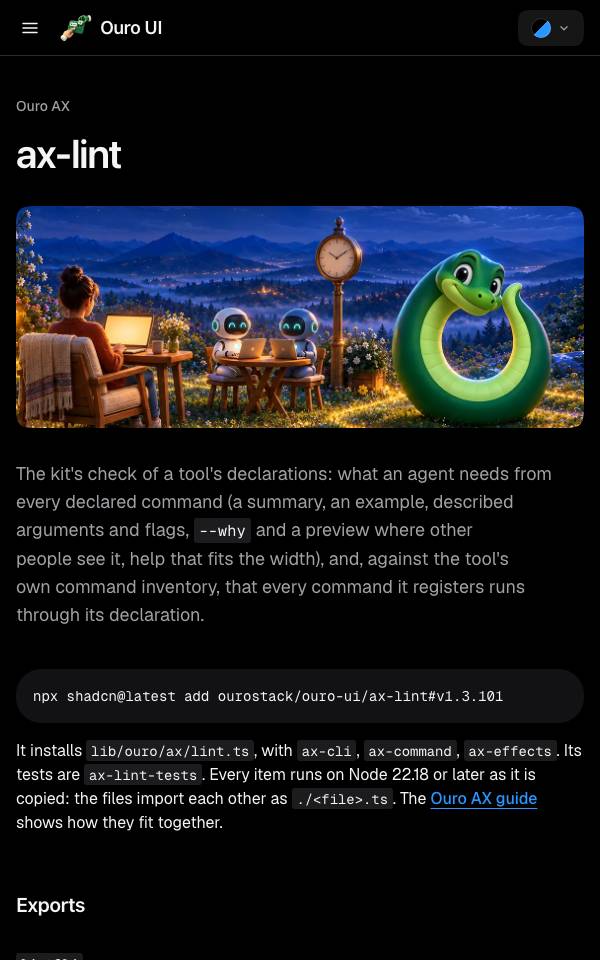 Ouro UI
Ouro AX
ax-lint
The kit's check of a tool's declarations: what an agent needs from
every declared command (a summary, an example, described
arguments and flags, --why and a preview where other
people see it, help that fits the width), and, against the tool's
own command inventory, that every command it registers runs
through its declaration.
npx shadcn@latest add ourostack/ouro-ui/ax-lint#v1.3.101
It installs lib/ouro/ax/lint.ts, with ax-cli, ax-command, ax-effects. Its
tests are ax-lint-tests. Every item runs on Node 22.18 or later as it is
copied: the files import each other as ./<file>.ts. The Ouro AX guide
shows how they fit together.
Exports